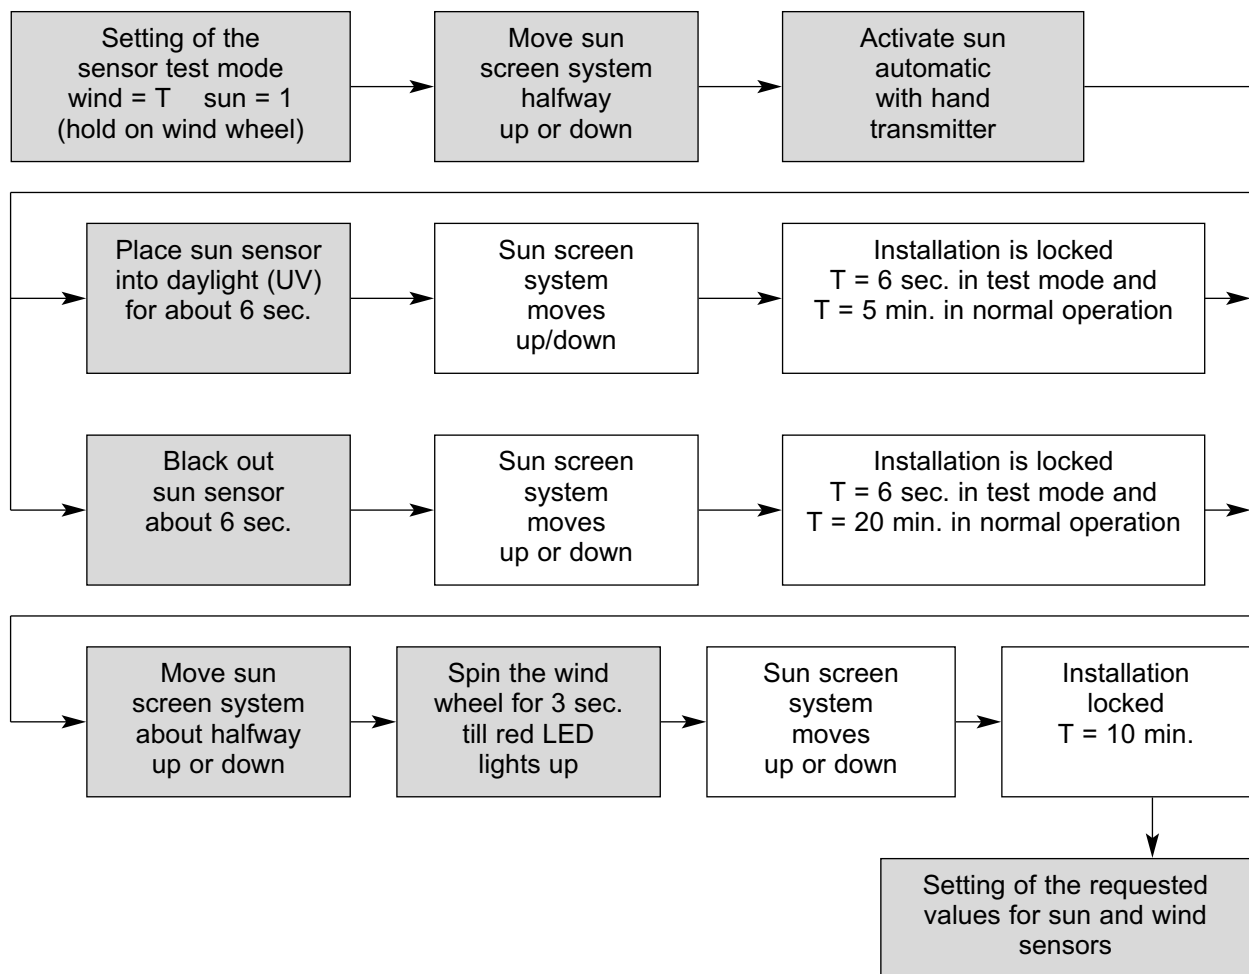 Setting of the
sensor test mode
wind = T    sun = 1
(hold on wind wheel)
Move sun
screen system
halfway
up or down
Activate sun
automatic
with hand
transmitter
Place sun sensor
into daylight (UV)
for about 6 sec.
Sun screen
system
moves
up/down
Installation is locked
T = 6 sec. in test mode and
T = 5 min. in normal operation
Black out
sun sensor
about 6 sec.
Sun screen
system
moves
up or down
Installation is locked
T = 6 sec. in test mode and
T = 20 min. in normal operation
Move sun
screen system
about halfway
up or down
Spin the wind
wheel for 3 sec.
till red LED
lights up
Sun screen
system
moves
up or down
Installation
locked
T = 10 min.
Setting of the requested
values for sun and wind
sensors